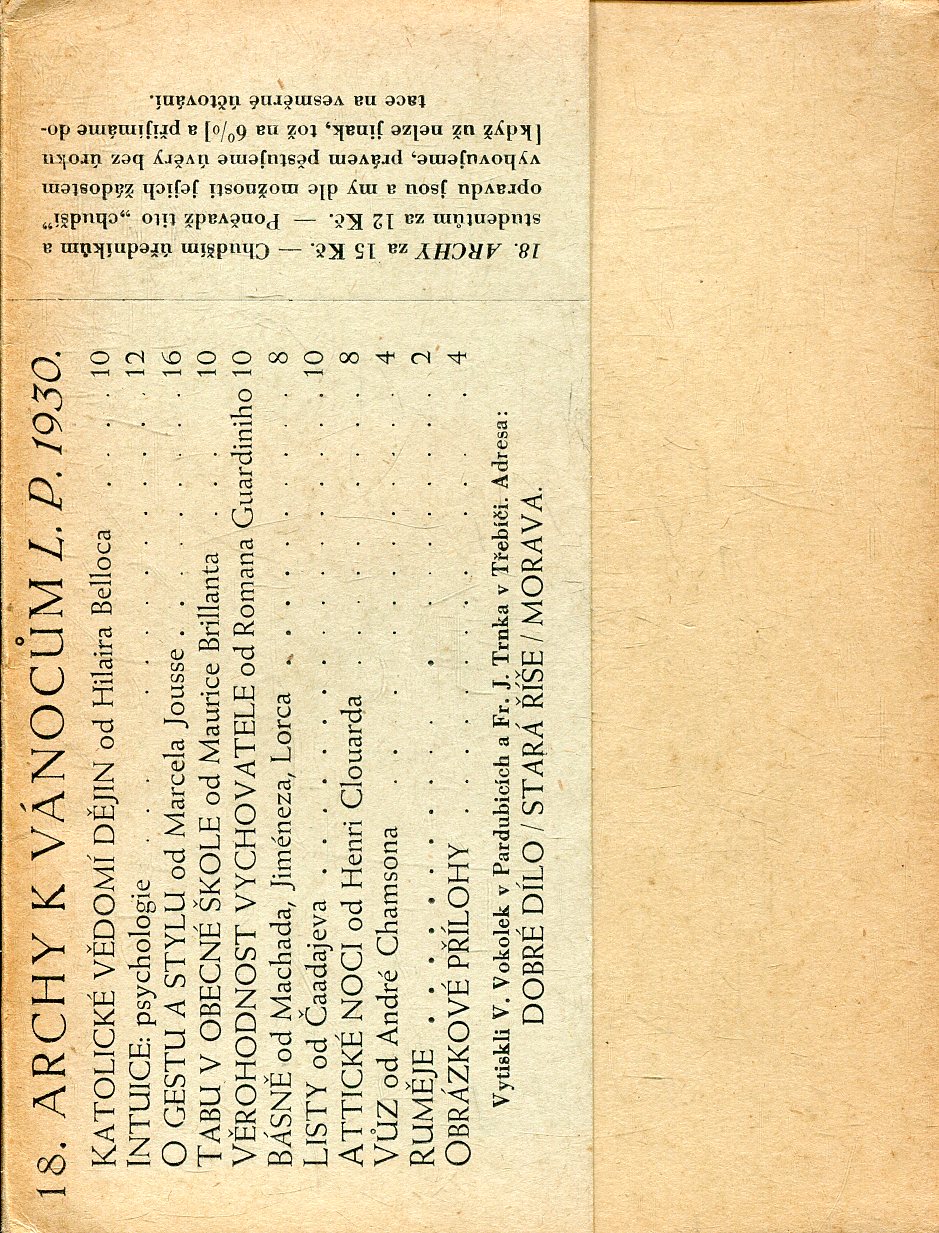 18. ARCHY K VÁNOCŮM L. P. 1930.
KATOLICKÉ VĚDOMÍ DĚJIN od Hilaira Belloca . . . . 10
INTUICE: psychologie . . . . . . . . . . . 12
O GESTU A STYLU od Marcela Jousse . . . . . . . 16
TABU V OBECNÉ ŠKOLE od Maurice Brillanta . . . . 10
VĚROHODNOST VYCHOVATELE od Romana Guardiniho 10
BÁSNĚ od Machada, Jiméneza, Lorca . . . . . . . 8
LISTY od Čaadajeva . . . . . . . . . . . 10
ATTICKÉ NOCI od Henri Clouarda . . . . . . . 8
VŮZ od André Chamsona . . . . . . . . . 4
RUMĚJE . . . . . . . . . . . . . 2
OBRÁZKOVÉ PŘÍLOHY . . . . . . . . . 4
Vytiskli V. Vokolek v Pardubicích a Fr. J. Trnka v Třebíči. Adresa:
DOBRÉ DÍLO / STARÁ ŘÍŠE / MORAVA.
18. ARCHY za 15 Kč. — Chudším úředníkům a
studentům za 12 Kč. — Poněvadž tito „chudší“
opravdu jsou a my dle možnosti jejich žádostem
vyhovujeme, právem pěstujeme úvěry bez úroku
[když už nelze jinak, tož na 6%] a přijímáme do-
tace na vesměrné účtování.